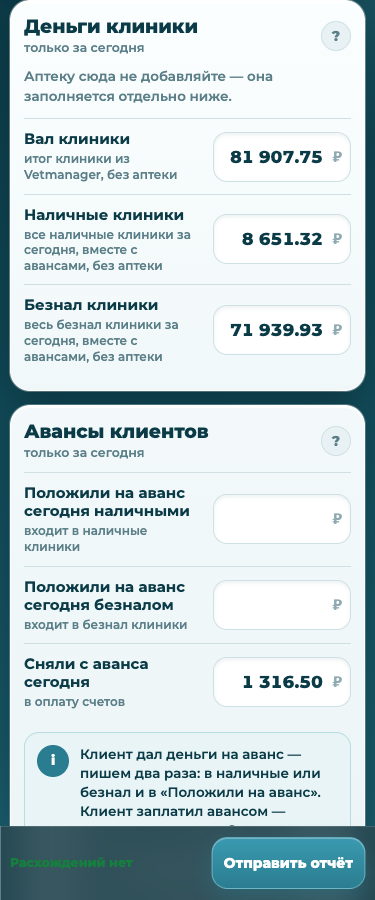 Деньги клиники
только за сегодня
?
Аптеку сюда не добавляйте — она
заполняется отдельно ниже.
Вал клиники
итог клиники из
Vetmanager, без аптеки
81 907.75 ₽
Наличные клиники
все наличные клиники за
сегодня, вместе с
авансами, без аптеки
8 651.32 ₽
Безнал клиники
весь безнал клиники за
сегодня, вместе с
авансами, без аптеки
71 939.93 ₽
Авансы клиентов
только за сегодня
?
Положили на аванс
сегодня наличными
входит в наличные
клиники
₽
Положили на аванс
сегодня безналом
входит в безнал клиники
₽
Сняли с аванса
сегодня
в оплату счетов
1 316.50 ₽
i
Клиент дал деньги на аванс —
пишем два раза: в наличные или
безнал и в «Положили на аванс».
Клиент заплатил авансом —
Расхождений нет
Отправить отчёт